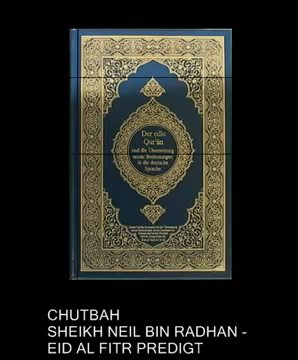 Der edle
Qur'ân
und die Übersetzung
seiner Bedeutungen
in die deutsche
Sprache
CHUTBAH
SHEIKH NEIL BIN RADHAN -
EID AL FITR PREDIGT